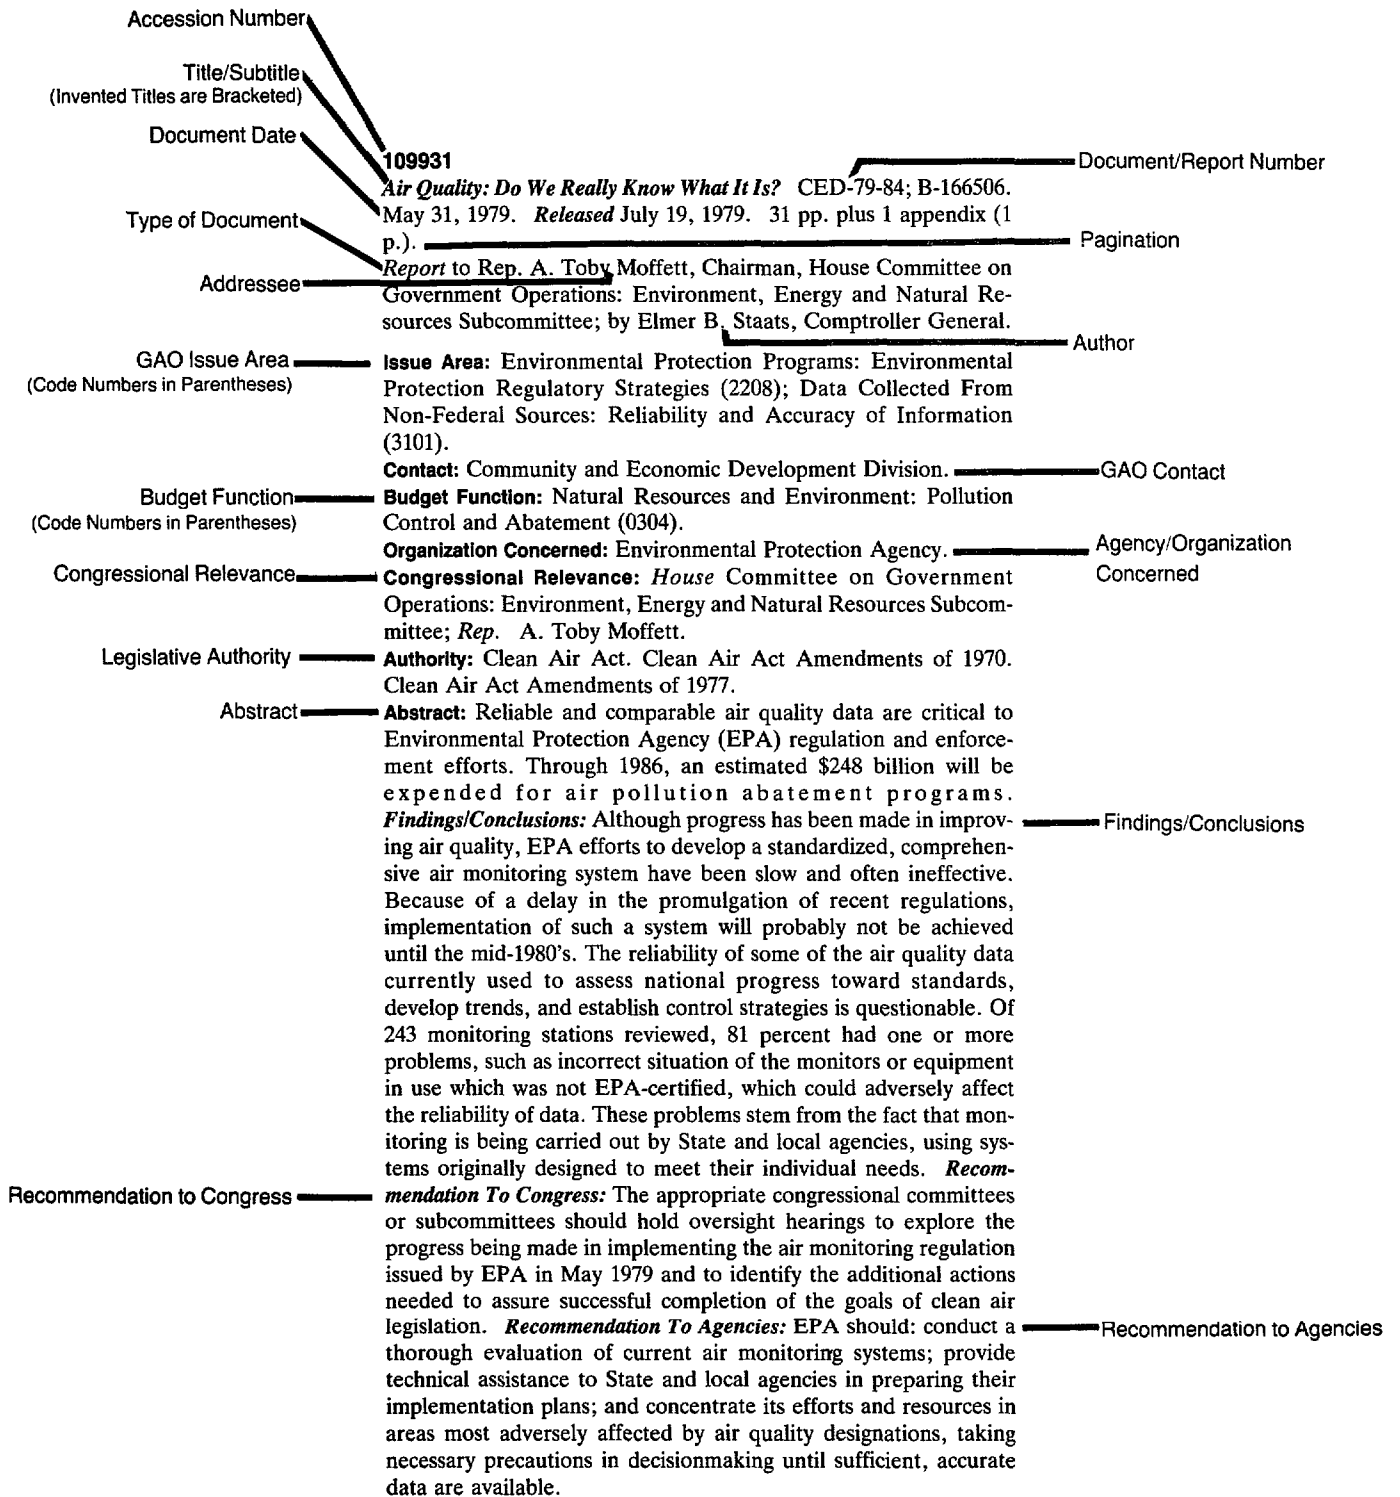 Accession Number
Title/Subtitle
(Invented Titles are Bracketed)
Document Date
109931
Document/Report Number
Air Quality: Do We Really Know What It Is? CED-79-84; B-166506.
May 31, 1979. Released July 19, 1979. 31 pp. plus 1 appendix (1
Type of Document
p.).
Pagination
Report to Rep. A. Toby Moffett, Chairman, House Committee on
Addressee
Government Operations: Environment, Energy and Natural Re-
sources Subcommittee; by Elmer B. Staats, Comptroller General.
Author
GAO Issue Area
(Code Numbers in Parentheses)
Issue Area: Environmental Protection Programs: Environmental
Protection Regulatory Strategies (2208); Data Collected From
Non-Federal Sources: Reliability and Accuracy of Information
(3101).
Contact: Community and Economic Development Division.
GAO Contact
Budget Function
(Code Numbers in Parentheses)
Budget Function: Natural Resources and Environment: Pollution
Control and Abatement (0304).
Organization Concerned: Environmental Protection Agency.
Agency/Organization
Concerned
Congressional Relevance
Congressional Relevance: House Committee on Government
Operations: Environment, Energy and Natural Resources Subcom-
mittee; Rep. A. Toby Moffett.
Legislative Authority
Authority: Clean Air Act. Clean Air Act Amendments of 1970.
Clean Air Act Amendments of 1977.
Abstract
Abstract: Reliable and comparable air quality data are critical to
Environmental Protection Agency (EPA) regulation and enforce-
ment efforts. Through 1986, an estimated $248 billion will be
expended for air pollution abatement programs.
Findings/Conclusions: Although progress has been made in improv-
Findings/Conclusions
ing air quality, EPA efforts to develop a standardized, comprehen-
sive air monitoring system have been slow and often ineffective.
Because of a delay in the promulgation of recent regulations,
implementation of such a system will probably not be achieved
until the mid-1980's. The reliability of some of the air quality data
currently used to assess national progress toward standards,
develop trends, and establish control strategies is questionable. Of
243 monitoring stations reviewed, 81 percent had one or more
problems, such as incorrect situation of the monitors or equipment
in use which was not EPA-certified, which could adversely affect
the reliability of data. These problems stem from the fact that mon-
itoring is being carried out by State and local agencies, using sys-
tems originally designed to meet their individual needs. Recom-
Recommendation to Congress
mendation To Congress: The appropriate congressional committees
or subcommittees should hold oversight hearings to explore the
progress being made in implementing the air monitoring regulation
issued by EPA in May 1979 and to identify the additional actions
needed to assure successful completion of the goals of clean air
legislation. Recommendation To Agencies: EPA should: conduct a
Recommendation to Agencies
thorough evaluation of current air monitoring systems; provide
technical assistance to State and local agencies in preparing their
implementation plans; and concentrate its efforts and resources in
areas most adversely affected by air quality designations, taking
necessary precautions in decisionmaking until sufficient, accurate
data are available.